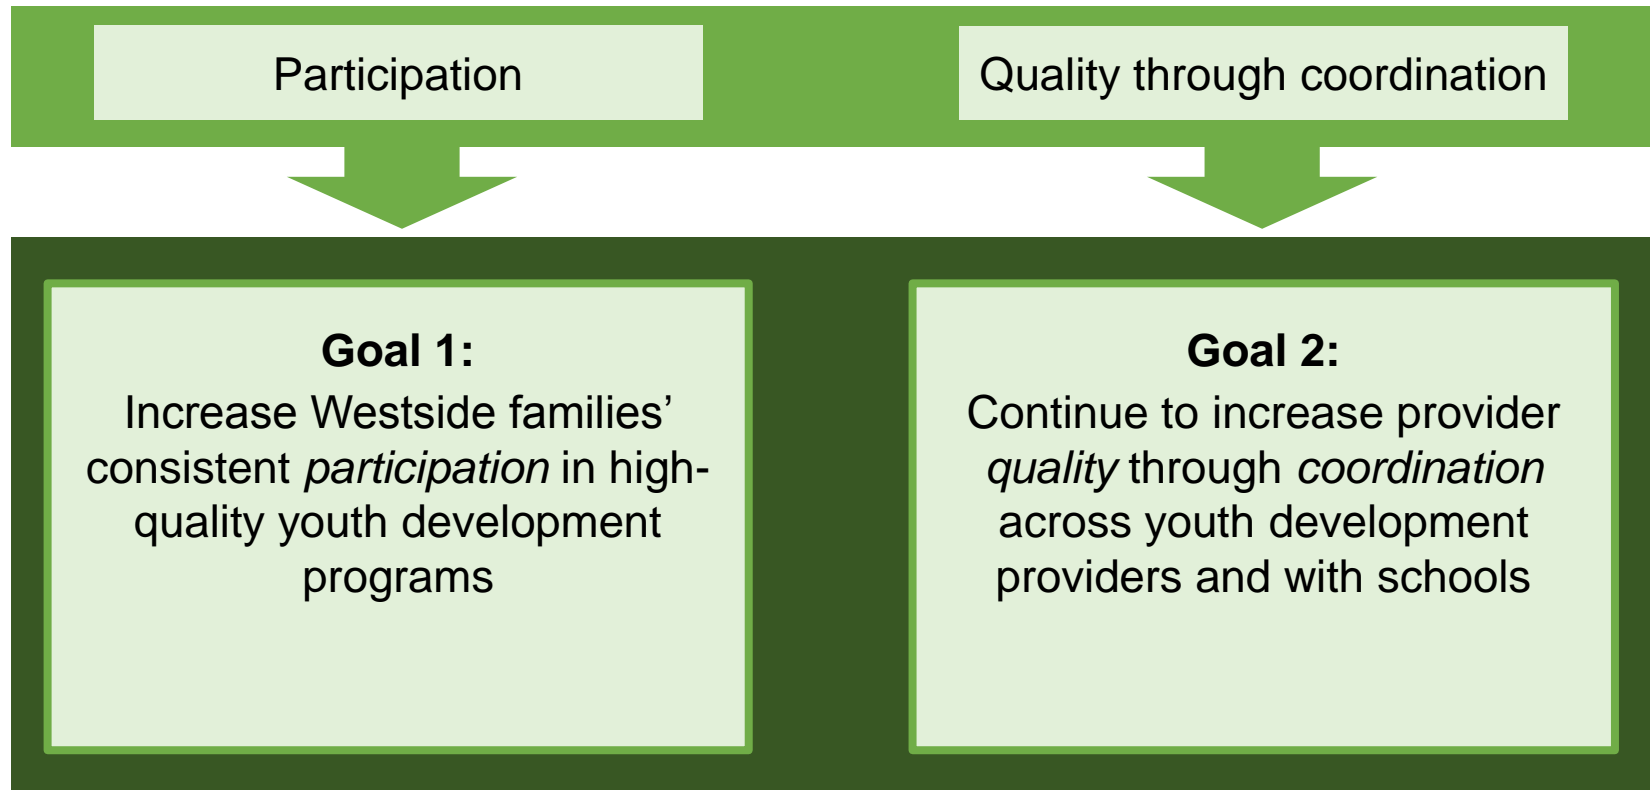 Participation
Quality through coordination
Goal 1:
Increase Westside families’
consistent participation in high-
quality youth development
programs
Goal 2:
Continue to increase provider
quality through coordination
across youth development
providers and with schools